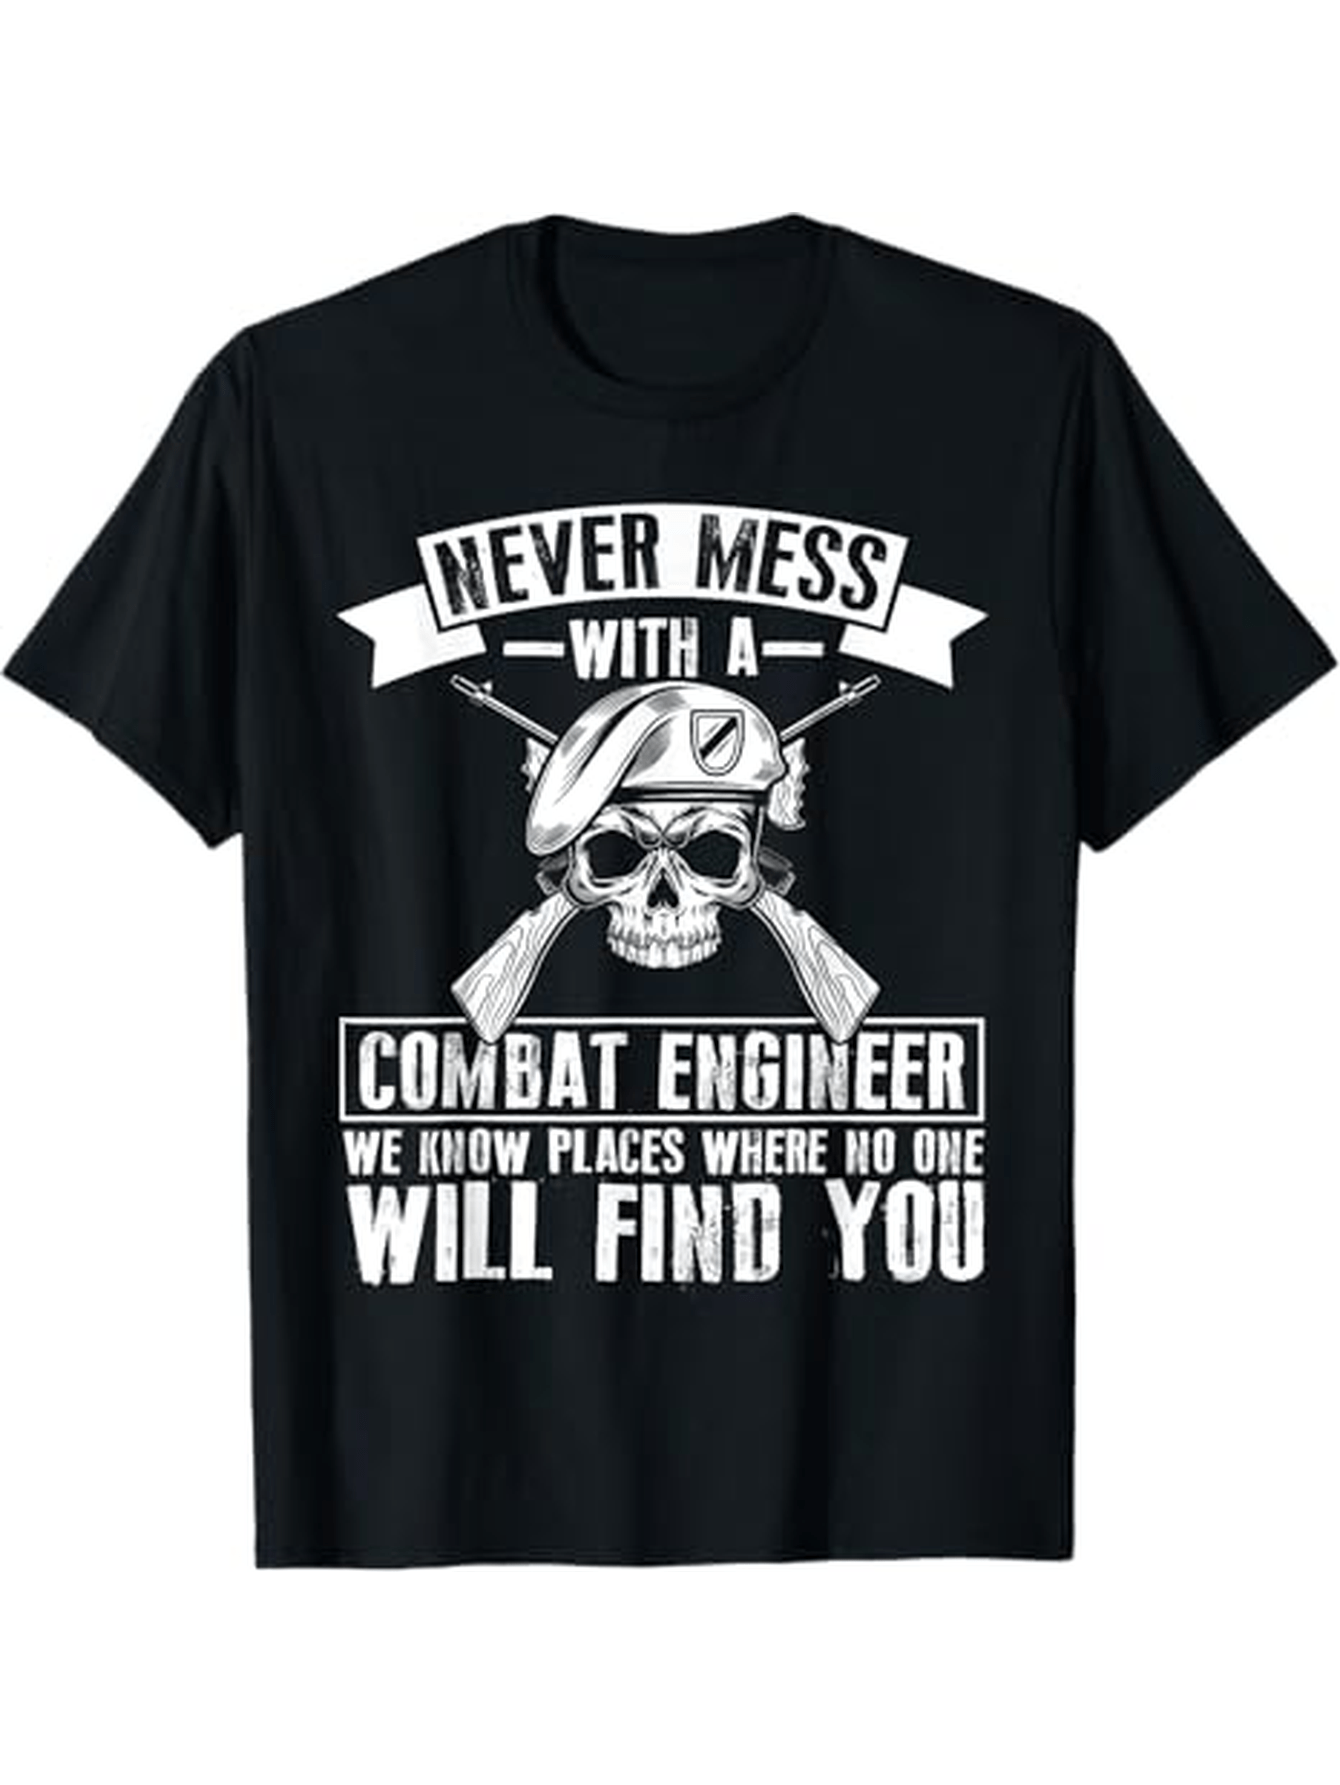 NEVER MESS
WITH A
COMBAT ENGINEER
WE KNOW PLACES WHERE NO ONE
WILL FIND YOU